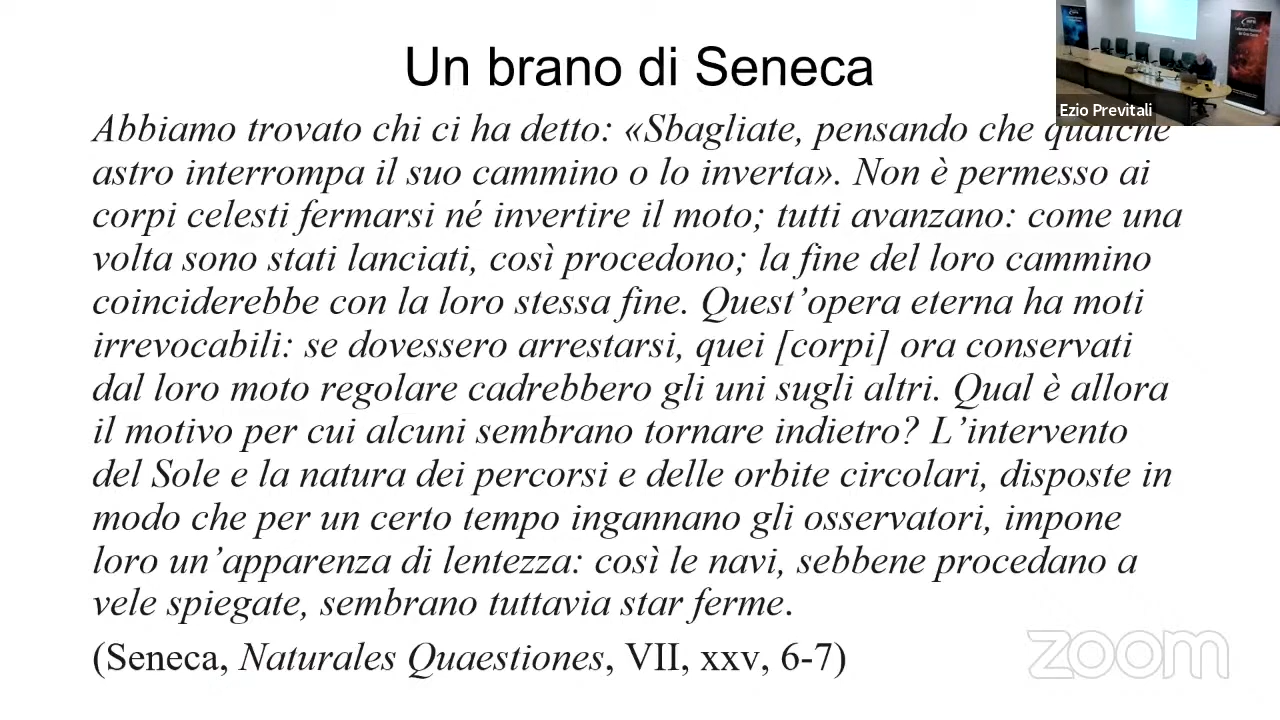 Un brano di Seneca
Ezio Previtali
Abbiamo trovato chi ci ha detto: «Sbagliate, pensando che qualche
astro interrompa il suo cammino o lo inverta». Non è permesso ai
corpi celesti fermarsi né invertire il moto; tutti avanzano: come una
volta sono stati lanciati, così procedono; la fine del loro cammino
coinciderebbe con la loro stessa fine. Quest’opera eterna ha moti
irrevocabili: se dovessero arrestarsi, quei [corpi] ora conservati
dal loro moto regolare cadrebbero gli uni sugli altri. Qual è allora
il motivo per cui alcuni sembrano tornare indietro? L’intervento
del Sole e la natura dei percorsi e delle orbite circolari, disposte in
modo che per un certo tempo ingannano gli osservatori, impone
loro un’apparenza di lentezza: così le navi, sebbene procedano a
vele spiegate, sembrano tuttavia star ferme.
(Seneca, Naturales Quaestiones, VII, xxv, 6-7)
zoom